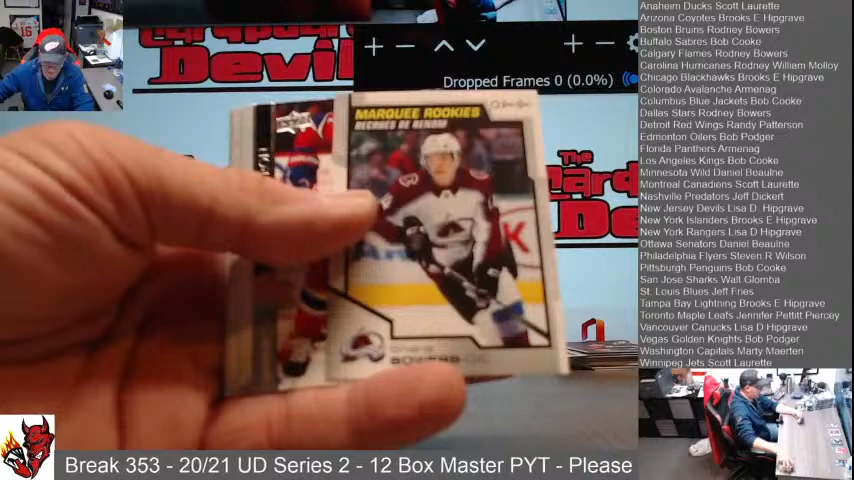 Dropped Frames 0 (0.0%)
MARQUEE ROOKIES
RECRUES DE RENOM
BOWERS
The
Devil
Anaheim Ducks Scott Laurette
Arizona Coyotes Brooks E Hipgrave
Boston Bruins Rodney Bowers
Buffalo Sabres Bob Cooke
Calgary Flames Rodney Bowers
Carolina Hurricanes Rodney William Molloy
Chicago Blackhawks Brooks E Hipgrave
Colorado Avalanche Armenag
Columbus Blue Jackets Bob Cooke
Dallas Stars Rodney Bowers
Detroit Red Wings Randy Patterson
Edmonton Oilers Bob Podger
Florida Panthers Armenag
Los Angeles Kings Bob Cooke
Minnesota Wild Daniel Beaulne
Montreal Canadiens Scott Laurette
Nashville Predators Jeff Dickert
New Jersey Devils Lisa D. Hipgrave
New York Islanders Brooks E Hipgrave
New York Rangers Lisa D Hipgrave
Ottawa Senators Daniel Beaulne
Philadelphia Flyers Steven R Wilson
Pittsburgh Penguins Bob Cooke
San Jose Sharks Walt Glomba
St. Louis Blues Jeff Fries
Tampa Bay Lightning Brooks E Hipgrave
Toronto Maple Leafs Jennifer Pettitt Piercey
Vancouver Canucks Lisa D Hipgrave
Vegas Golden Knights Bob Podger
Washington Capitals Marty Maerten
Winnipeg Jets Scott Laurette
Break 353 - 20/21 UD Series 2 - 12 Box Master PYT - Please